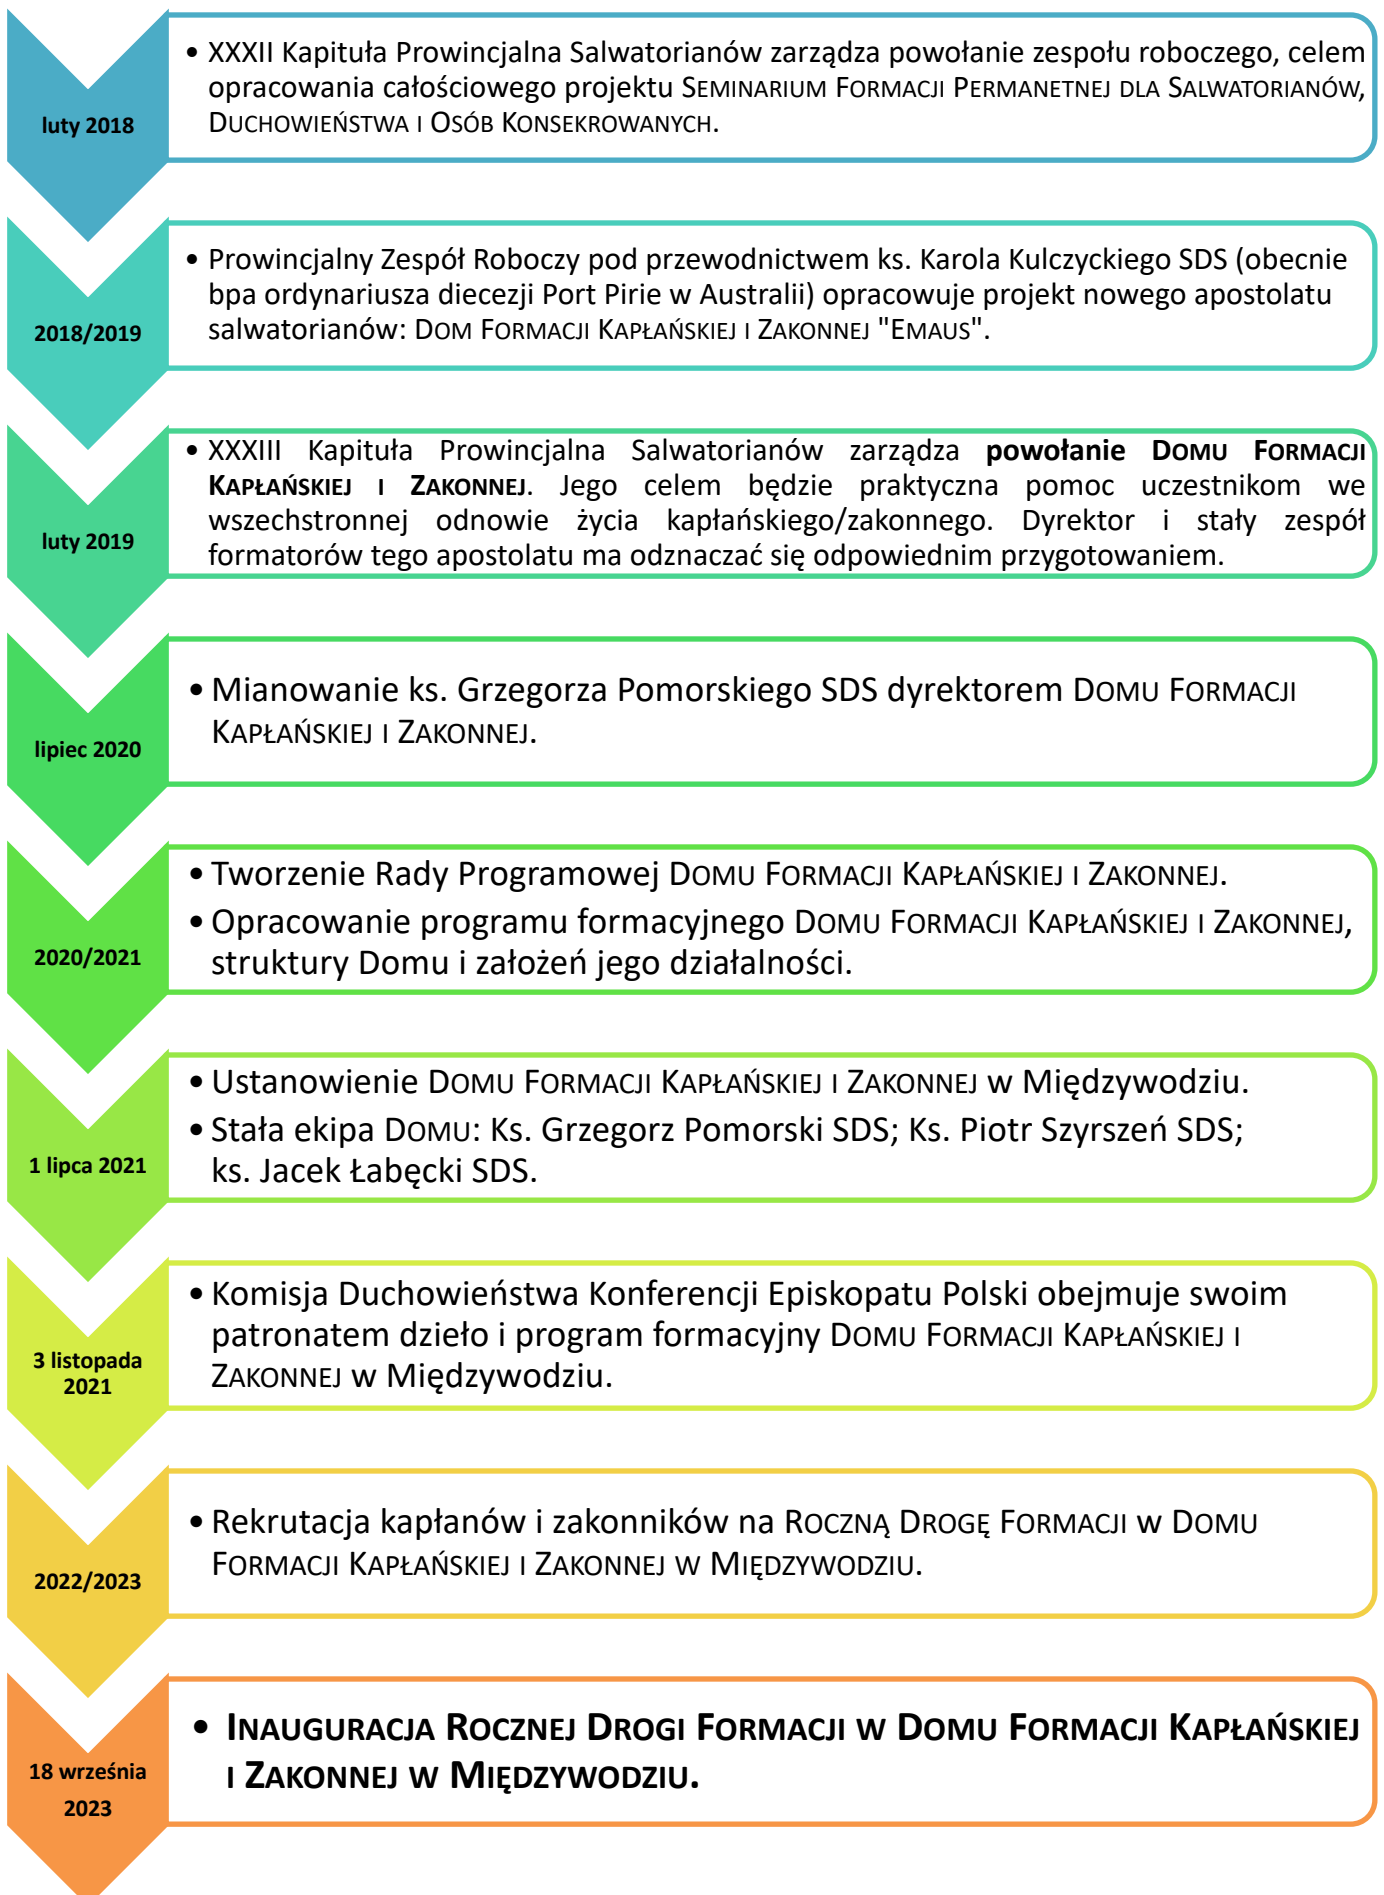 luty 2018
• XXXII Kapituła Prowincjalna Salwatorianów zarządza powołanie zespołu roboczego, celem
opracowania całościowego projektu SEMINARIUM FORMACJI PERMANETNEJ DLA SALWATORIANÓW,
DUCHOWIEŃSTWA I OSÓB KONSEKROWANYCH.
2018/2019
• Prowincjalny Zespół Roboczy pod przewodnictwem ks. Karola Kulczyckiego SDS (obecnie
bpa ordynariusza diecezji Port Pirie w Australii) opracowuje projekt nowego apostolatu
salwatorianów: DOM FORMACJI KAPŁAŃSKIEJ I ZAKONNEJ "EMAUS".
luty 2019
• XXXIII Kapituła Prowincjalna Salwatorianów zarządza powołanie DOMU FORMACJI
KAPŁAŃSKIEJ I ZAKONNEJ. Jego celem będzie praktyczna pomoc uczestnikom we
wszechstronnej odnowie życia kapłańskiego/zakonnego. Dyrektor i stały zespół
formatorów tego apostolatu ma odznaczać się odpowiednim przygotowaniem.
lipiec 2020
• Mianowanie ks. Grzegorza Pomorskiego SDS dyrektorem DOMU FORMACJI
KAPŁAŃSKIEJ I ZAKONNEJ.
2020/2021
• Tworzenie Rady Programowej DOMU FORMACJI KAPŁAŃSKIEJ I ZAKONNEJ.
• Opracowanie programu formacyjnego DOMU FORMACJI KAPŁAŃSKIEJ I ZAKONNEJ,
struktury Domu i założeń jego działalności.
1 lipca 2021
• Ustanowienie DOMU FORMACJI KAPŁAŃSKIEJ I ZAKONNEJ w Międzywodziu.
• Stała ekipa DOMU: Ks. Grzegorz Pomorski SDS; Ks. Piotr Szyrszeń SDS;
ks. Jacek Łabęcki SDS.
3 listopada
2021
• Komisja Duchowieństwa Konferencji Episkopatu Polski obejmuje swoim
patronatem dzieło i program formacyjny DOMU FORMACJI KAPŁAŃSKIEJ I
ZAKONNEJ w Międzywodziu.
2022/2023
• Rekrutacja kapłanów i zakonników na ROCZNĄ DROGĘ FORMACJI W DOMU
FORMACJI KAPŁAŃSKIEJ I ZAKONNEJ W MIĘDZYWODZIU.
18 września
2023
• INAUGURACJA ROCZNEJ DROGI FORMACJI W DOMU FORMACJI KAPŁAŃSKIEJ
I ZAKONNEJ W MIĘDZYWODZIU.